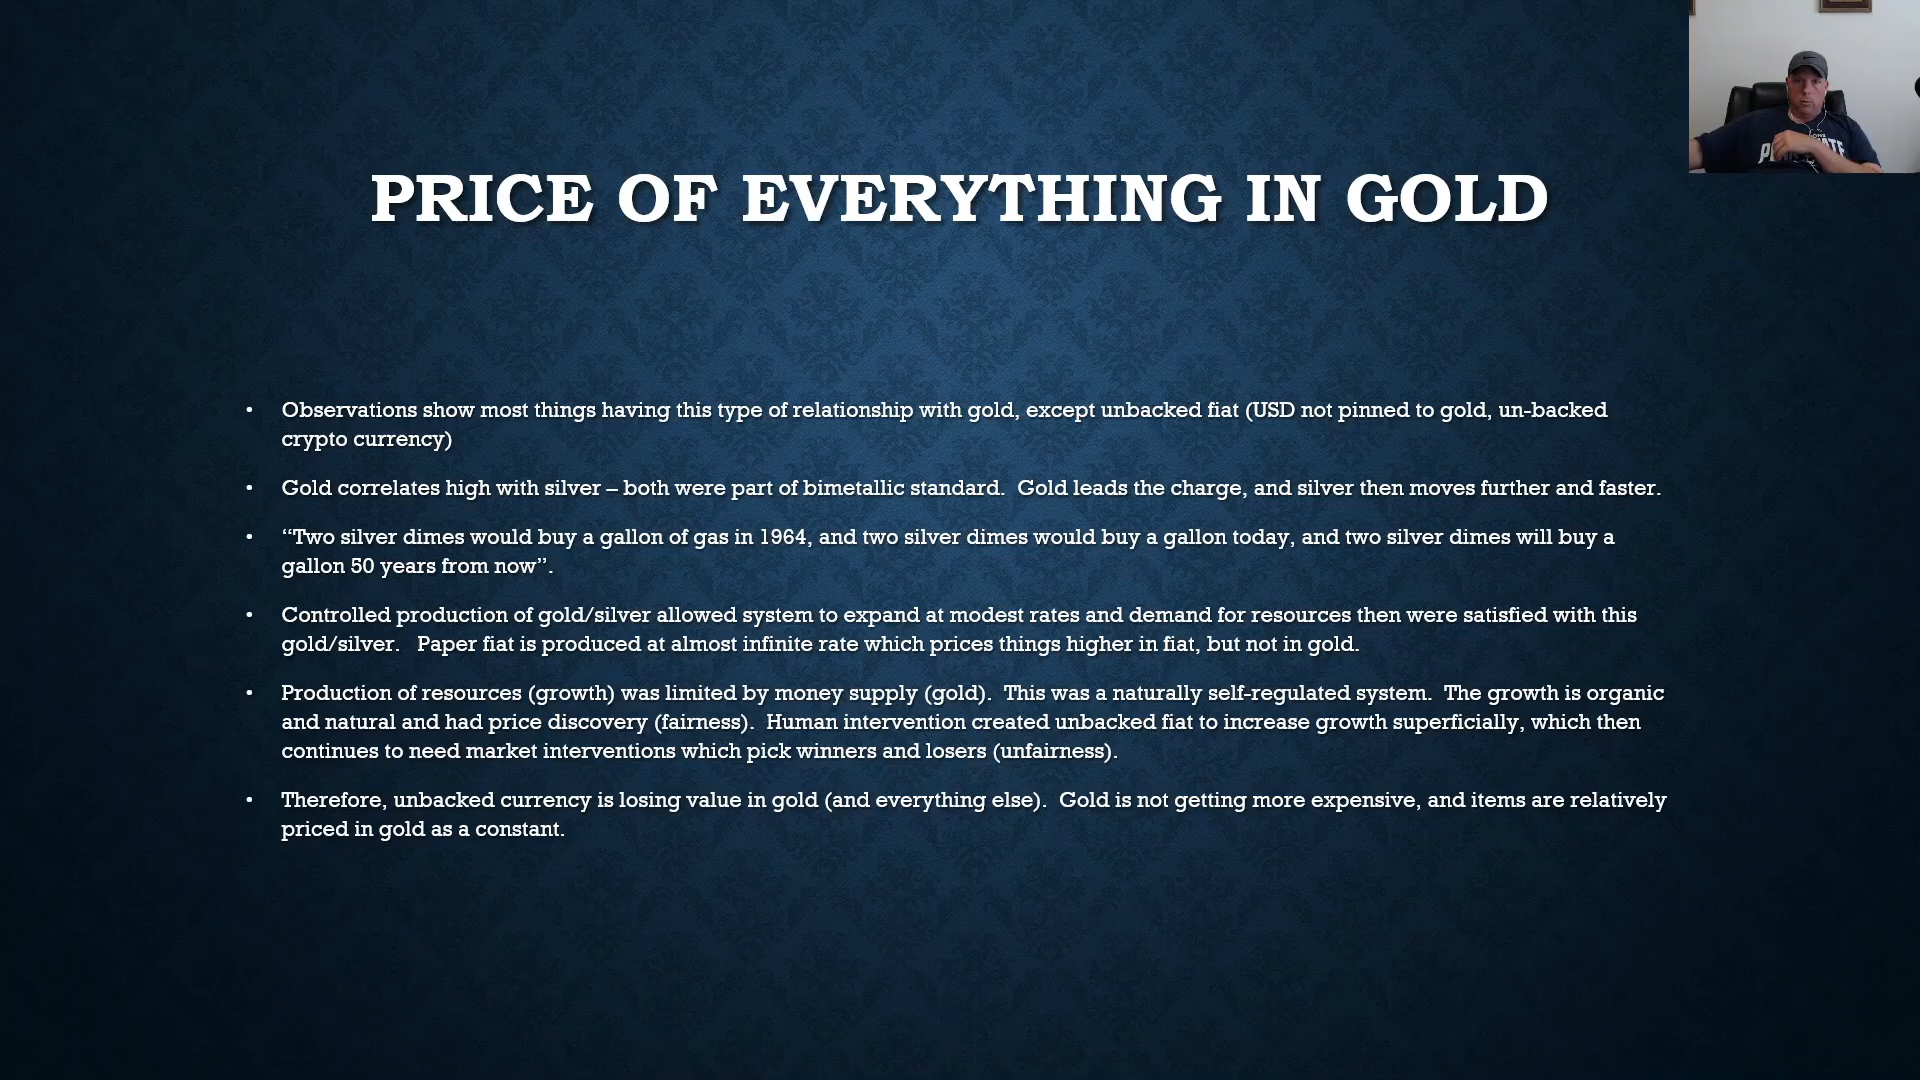 PRICE OF EVERYTHING IN GOLD
• Observations show most things having this type of relationship with gold, except unbacked fiat (USD not pinned to gold, un-backed
crypto currency)
• Gold correlates high with silver – both were part of bimetallic standard.  Gold leads the charge, and silver then moves further and faster.
• “Two silver dimes would buy a gallon of gas in 1964, and two silver dimes would buy a gallon today, and two silver dimes will buy a
gallon 50 years from now”.
• Controlled production of gold/silver allowed system to expand at modest rates and demand for resources then were satisfied with this
gold/silver.   Paper fiat is produced at almost infinite rate which prices things higher in fiat, but not in gold.
• Production of resources (growth) was limited by money supply (gold).  This was a naturally self-regulated system.  The growth is organic
and natural and had price discovery (fairness).  Human intervention created unbacked fiat to increase growth superficially, which then
continues to need market interventions which pick winners and losers (unfairness).
• Therefore, unbacked currency is losing value in gold (and everything else).  Gold is not getting more expensive, and items are relatively
priced in gold as a constant.